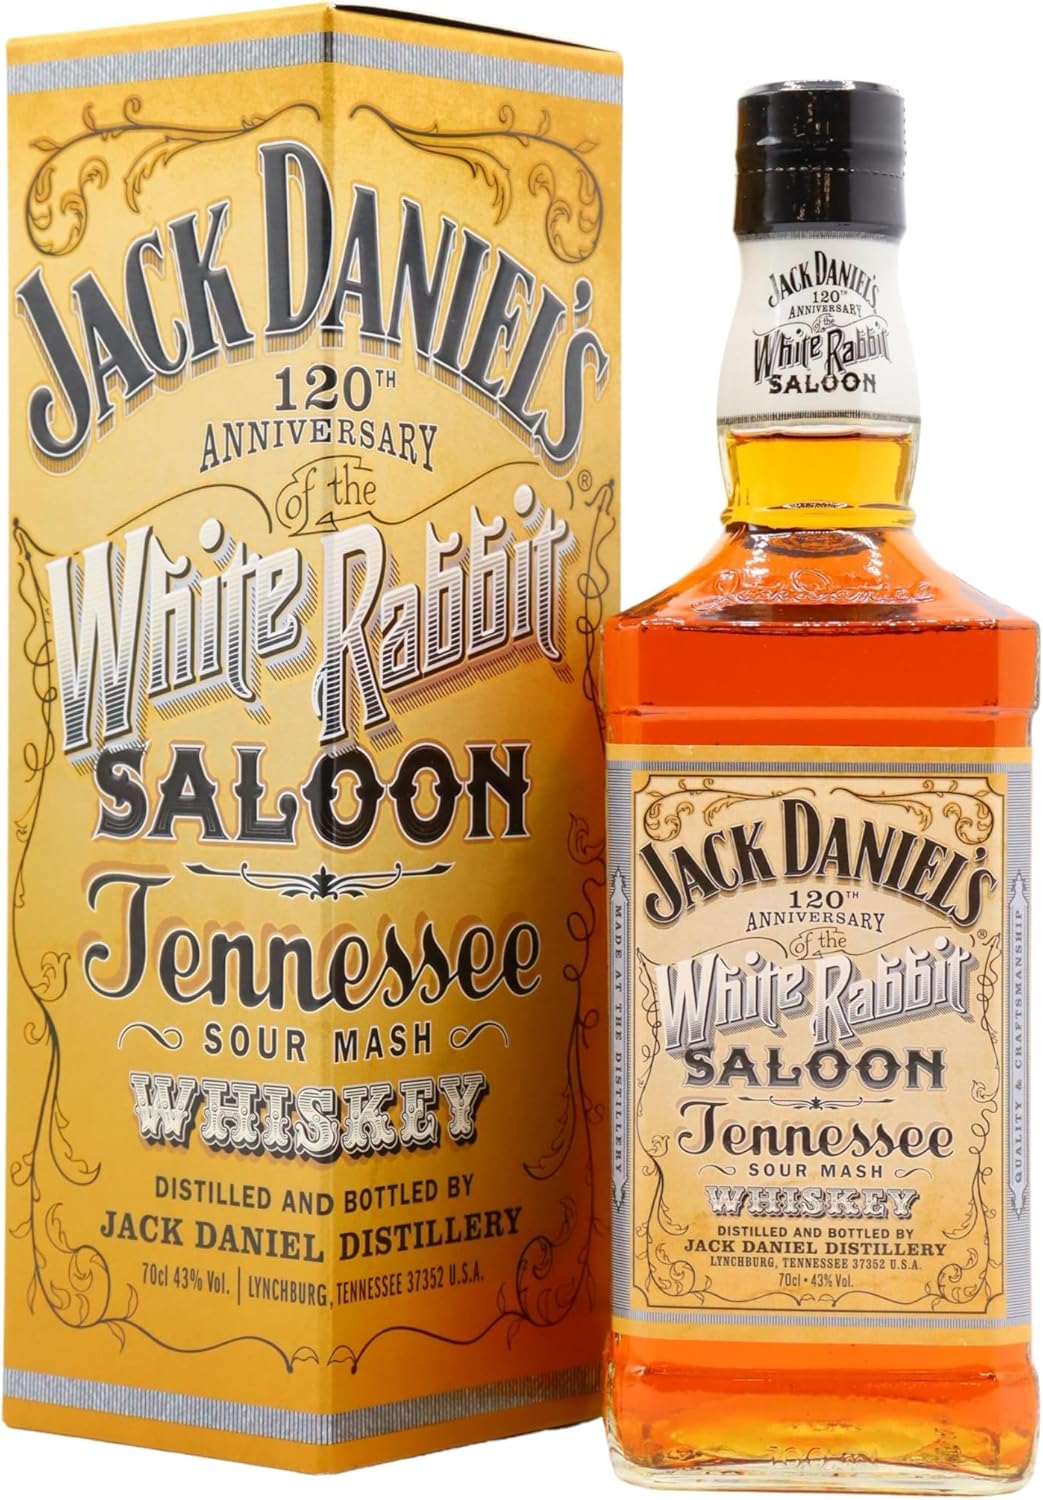 JACK DANIEL'S
120TH
ANNIVERSARY
of the
White Rabbit®
SALOON
Tennessee
SOUR MASH
WHISKEY
DISTILLED AND BOTTLED BY
JACK DANIEL DISTILLERY
70cl 43% Vol. | LYNCHBURG, TENNESSEE 37352 U.S.A.
JACK DANIEL'S
120TH
ANNIVERSARY
of the
White Rabbit
SALOON
Jack Daniel
JACK DANIEL'S
120TH
ANNIVERSARY
of the
White Rabbit®
SALOON
Tennessee
SOUR MASH
WHISKEY
DISTILLED AND BOTTLED BY
JACK DANIEL DISTILLERY
LYNCHBURG, TENNESSEE 37352 U.S.A.
70cl • 43% Vol.
MADE AT THE DISTILLERY
QUALITY & CRAFTSMANSHIP